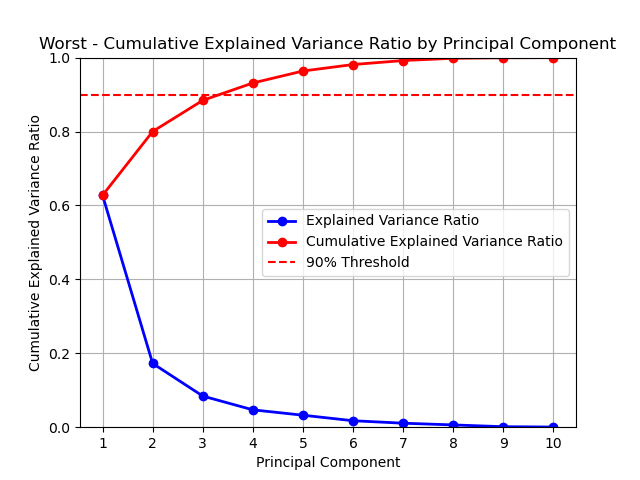 Worst - Cumulative Explained Variance Ratio by Principal Component
Cumulative Explained Variance Ratio
1.0
0.8
0.6
0.4
0.2
0.0
Explained Variance Ratio
Cumulative Explained Variance Ratio
90% Threshold
1 2 3 4 5 6 7 8 9 10
Principal Component